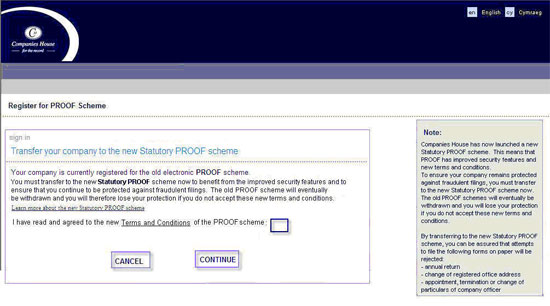 en English cy Cymraeg
Companies House
for the record
Register for PROOF Scheme
sign in
Transfer your company to the new Statutory PROOF scheme
Your company is currently registered for the old electronic PROOF scheme.
You must transfer to the new Statutory PROOF scheme now to benefit from the improved security features and to
ensure that you continue to be protected against fraudulent filings. The old PROOF scheme will eventually
be withdrawn and you will therefore lose your protection if you do not accept these new terms and conditions.
Learn more about the new Statutory PROOF scheme
I have read and agreed to the new Terms and Conditions of the PROOF scheme:
CANCEL
CONTINUE
Note:
Companies House has now launched a new
Statutory PROOF scheme. This means that
PROOF has improved security features and
new terms and conditions.
To ensure your company remains protected
against fraudulent filings, you must transfer
to the new Statutory PROOF scheme now.
The old PROOF schemes will eventually be
withdrawn and you will lose your protection
if you do not accept these new terms and
conditions.
By transferring to the new Statutory PROOF
scheme, you can be assured that attempts
to file the following forms on paper will be
rejected:
- annual return
- change of registered office address
- appointment, termination or change of
particulars of company officer